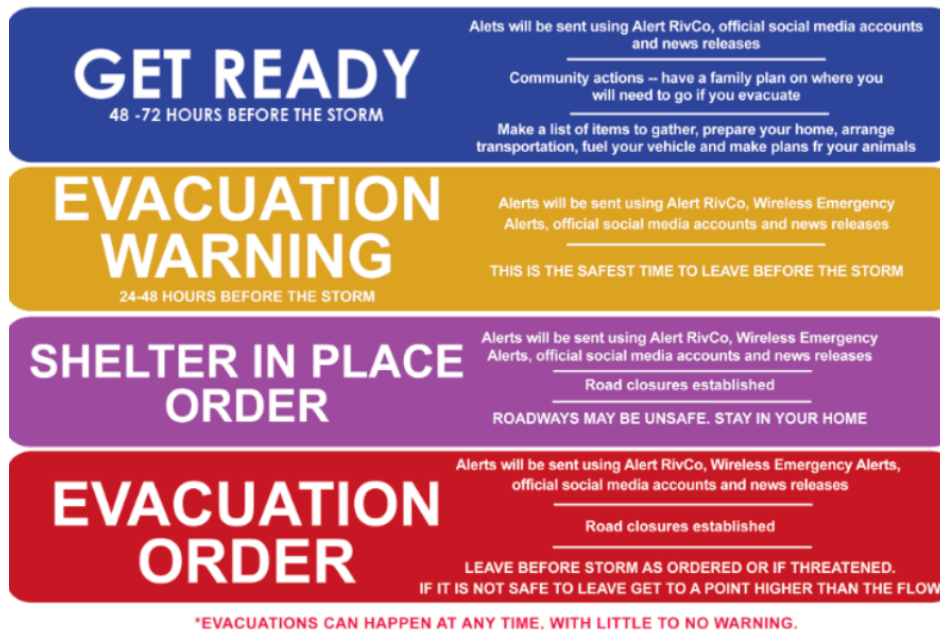 GET READY
48 -72 HOURS BEFORE THE STORM
Alets will be sent using Alert RivCo, official social media accounts
and news releases
Community actions -- have a family plan on where you
will need to go if you evacuate
Make a list of items to gather, prepare your home, arrange
transportation, fuel your vehicle and make plans fr your animals
EVACUATION
WARNING
24-48 HOURS BEFORE THE STORM
Alerts will be sent using Alert RivCo, Wireless Emergency
Alerts, official social media accounts and news releases
THIS IS THE SAFEST TIME TO LEAVE BEFORE THE STORM
SHELTER IN PLACE
ORDER
Alerts will be sent using Alert RivCo, Wireless Emergency
Alerts, official social media accounts and news releases
Road closures established
ROADWAYS MAY BE UNSAFE. STAY IN YOUR HOME
EVACUATION
ORDER
Alerts will be sent using Alert RivCo, Wireless Emergency Alerts,
official social media accounts and news releases
Road closures established
LEAVE BEFORE STORM AS ORDERED OR IF THREATENED.
IF IT IS NOT SAFE TO LEAVE GET TO A POINT HIGHER THAN THE FLOW
*EVACUATIONS CAN HAPPEN AT ANY TIME, WITH LITTLE TO NO WARNING.